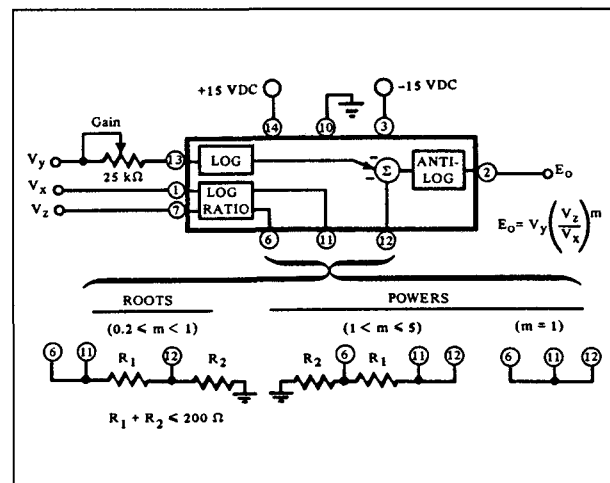 +15 VDC
-15 VDC
14
10
3
Gain
Vy
25 kΩ
13
LOG
Σ
ANTI-
LOG
2
Eo
Vx
1
LOG
RATIO
Vz
7
6
11
12
Eo = Vy (Vz/Vx)m
ROOTS
POWERS
(0.2 ≤ m < 1)
(1 < m ≤ 5)
(m = 1)
6 11 R1 12 R2
R2 6 R1 11 12
6 11 12
R1 + R2 ≤ 200 Ω